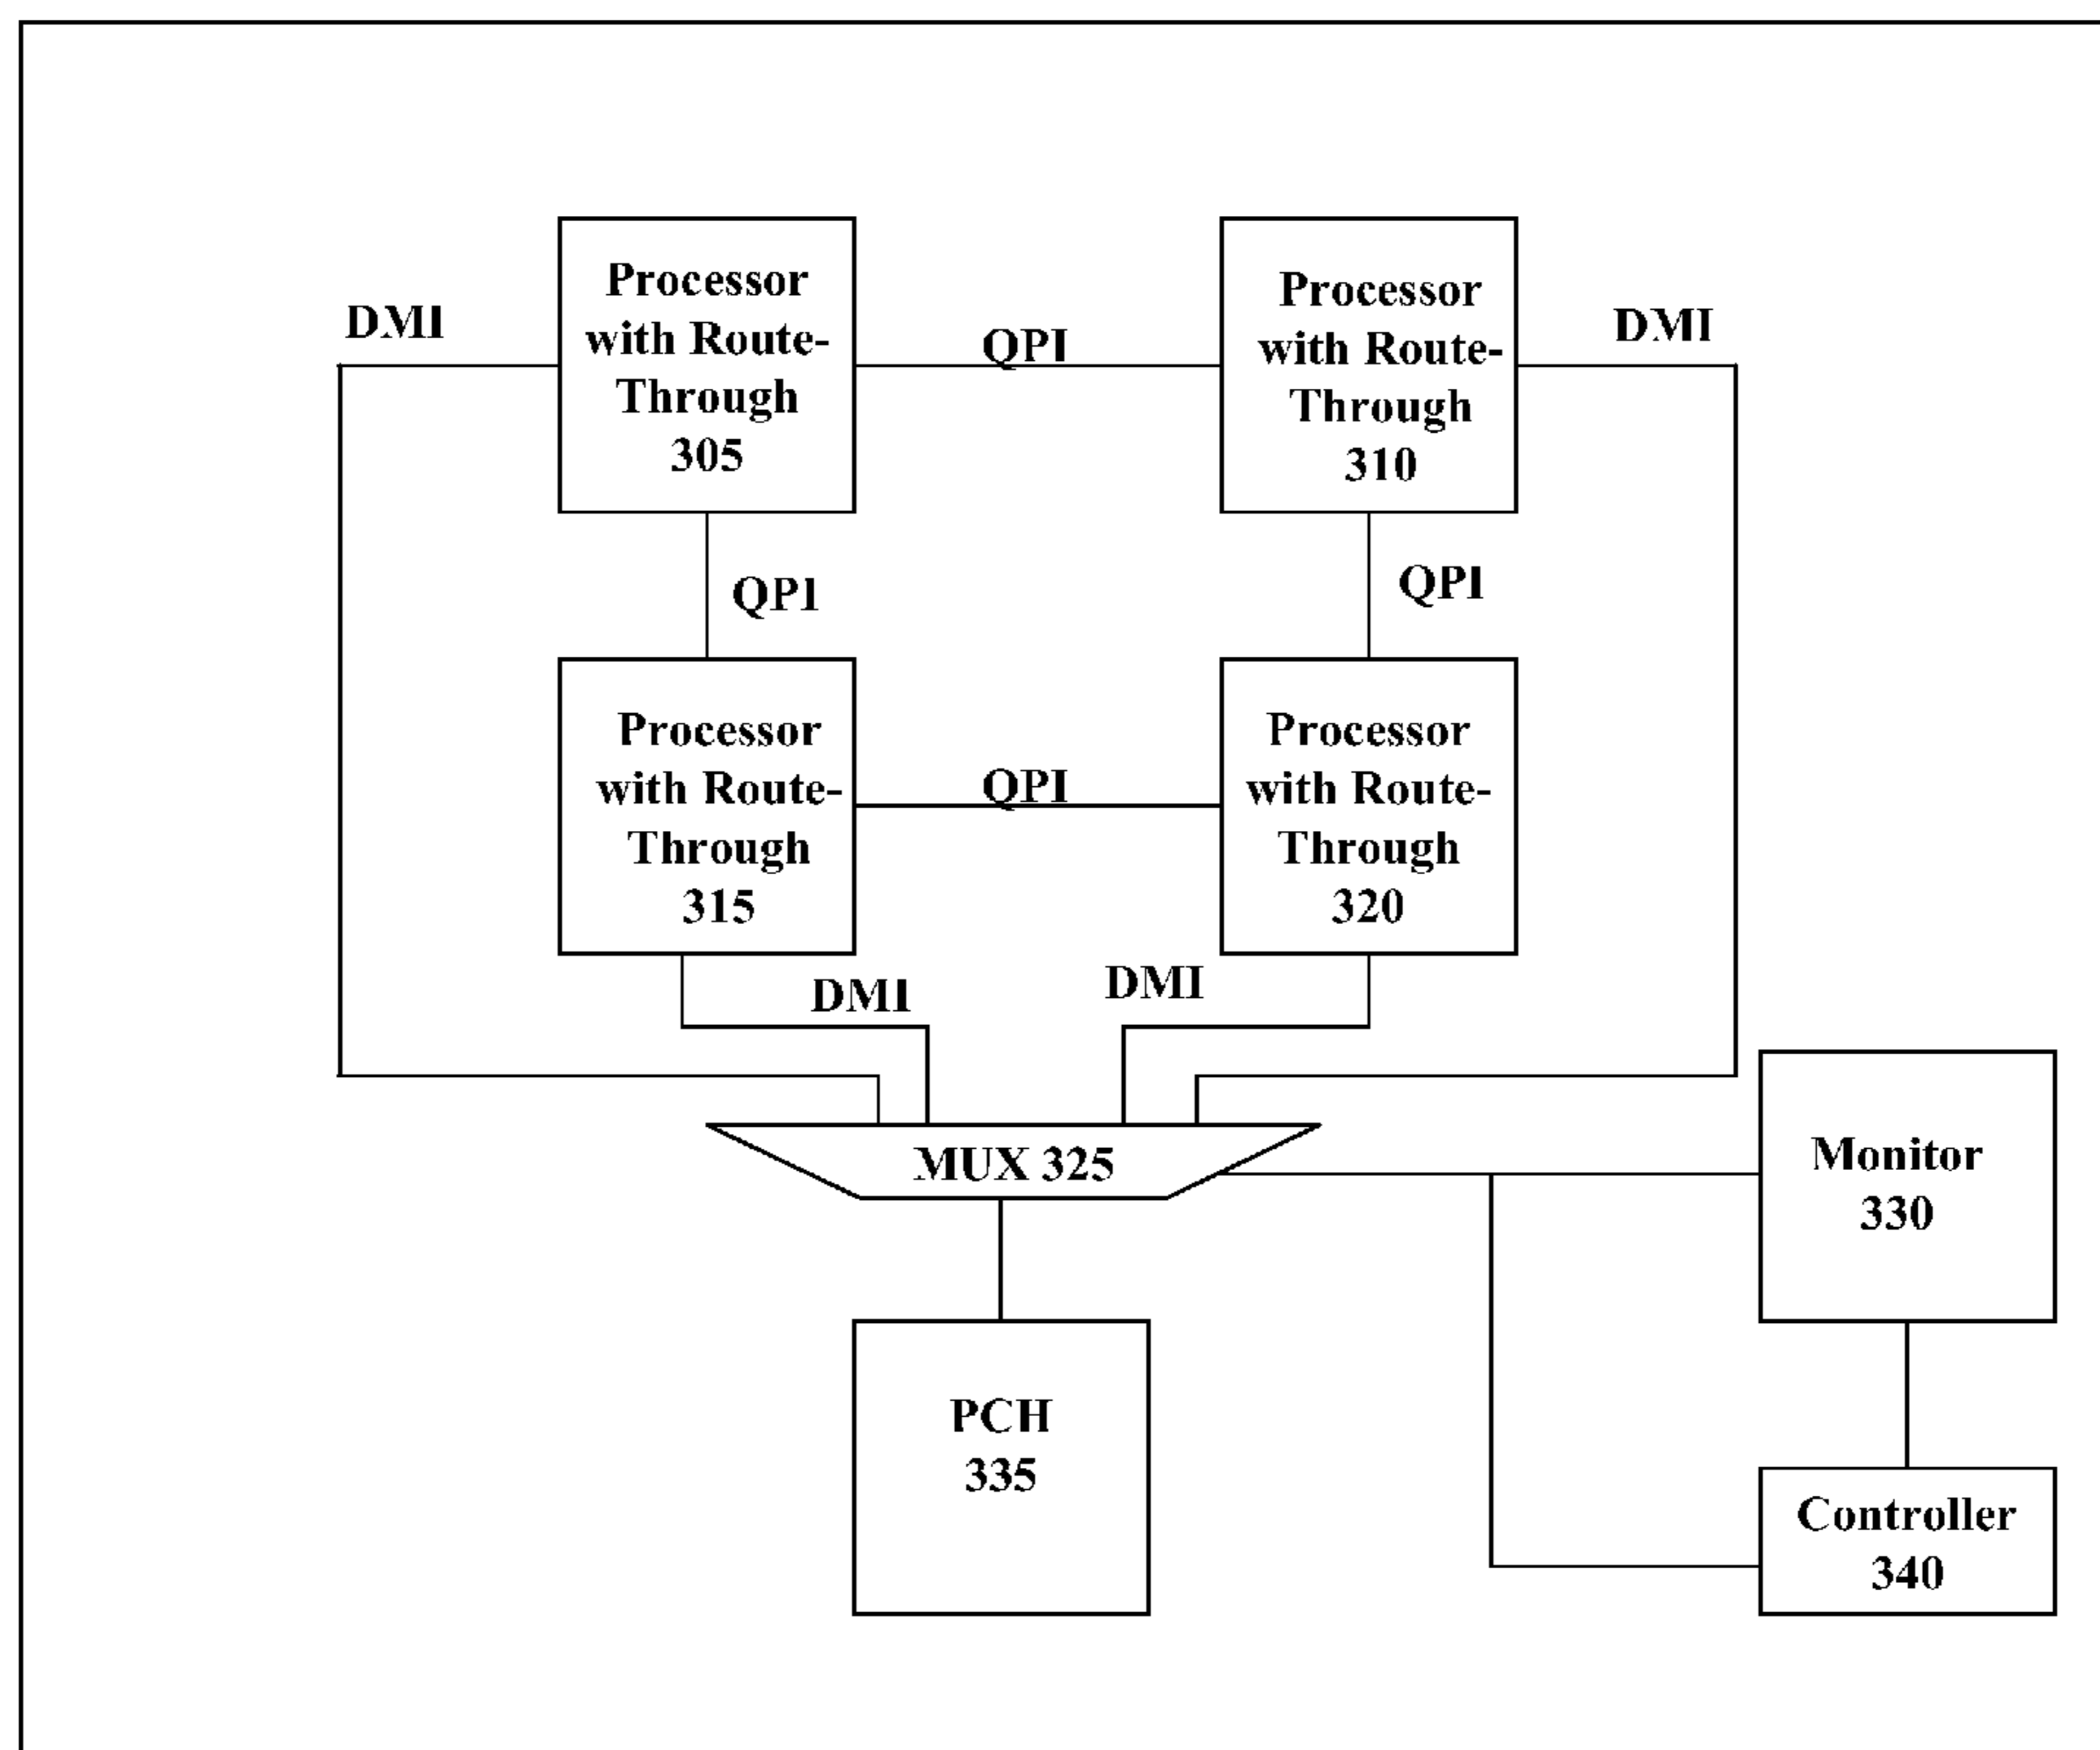 DMI
Processor
with Route-
Through
305
QPI
Processor
with Route-
Through
310
DMI
QPI
QPI
Processor
with Route-
Through
315
QPI
Processor
with Route-
Through
320
DMI
DMI
MUX 325
Monitor
330
PCH
335
Controller
340